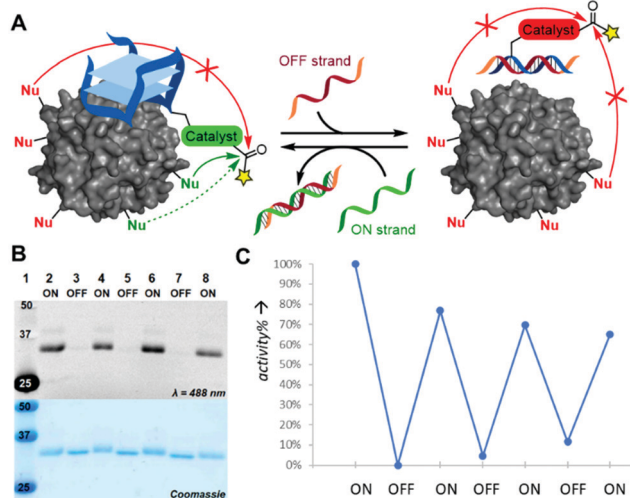 A
Nu
Nu
Nu
Nu
Nu
Catalyst
O
OFF strand
ON strand
Catalyst
O
Nu
Nu
Nu
Nu
Nu
B
1 2 3 4 5 6 7 8
ON OFF ON OFF ON OFF ON
50
37
25
λ = 488 nm
50
37
25
Coomassie
C
activity% →
100%
90%
80%
70%
60%
50%
40%
30%
20%
10%
0%
ON OFF ON OFF ON OFF ON